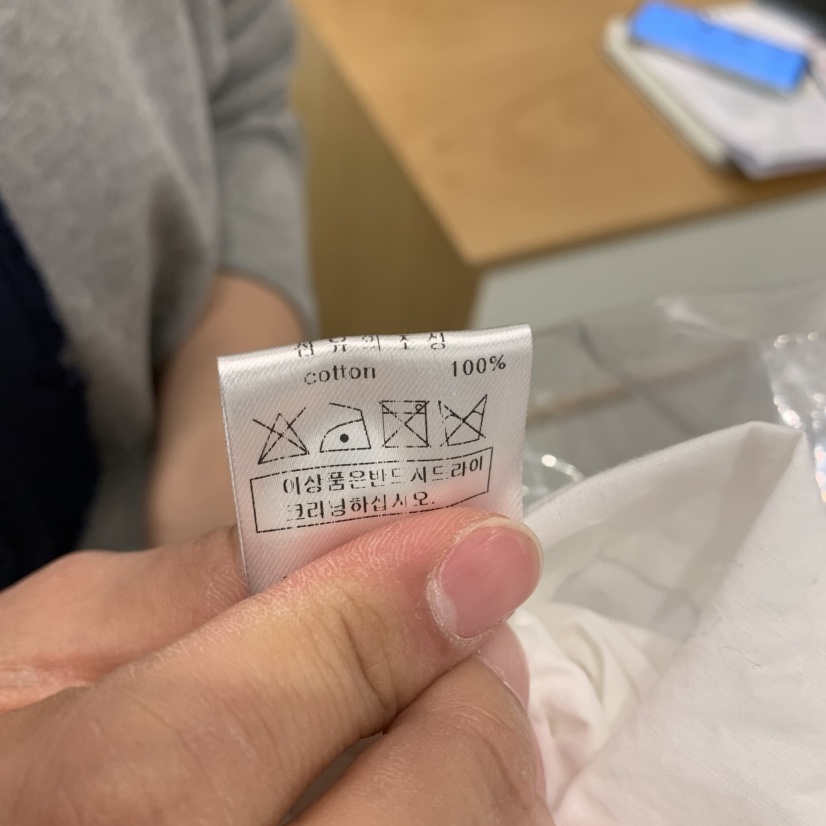 섬유의조성
cotton 100%
이상품은반드시드라이
크리닝하십시오.